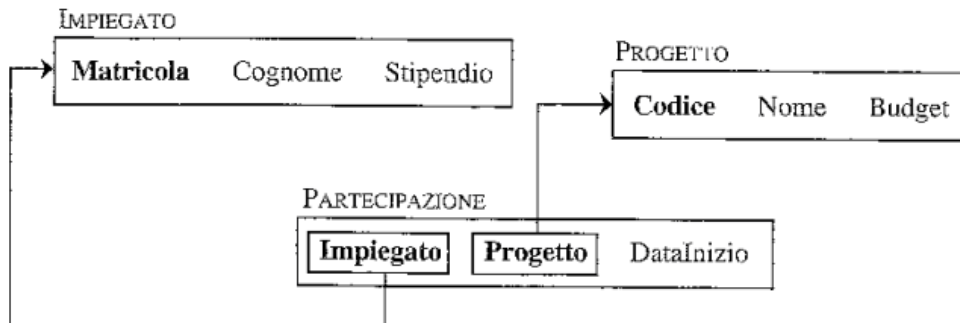 IMPIEGATO
Matricola Cognome Stipendio
PROGETTO
Codice Nome Budget
PARTECIPAZIONE
Impiegato Progetto DataInizio